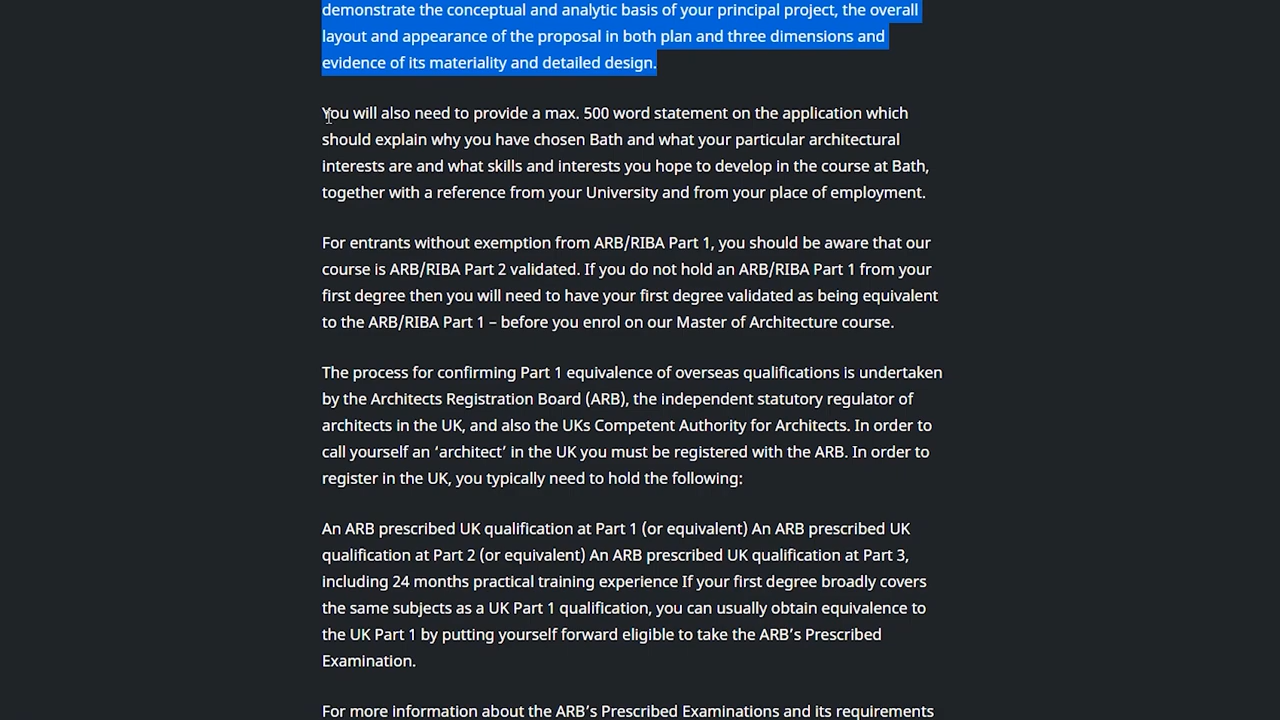 demonstrate the conceptual and analytic basis of your principal project, the overall
layout and appearance of the proposal in both plan and three dimensions and
evidence of its materiality and detailed design.
You will also need to provide a max. 500 word statement on the application which
should explain why you have chosen Bath and what your particular architectural
interests are and what skills and interests you hope to develop in the course at Bath,
together with a reference from your University and from your place of employment.
For entrants without exemption from ARB/RIBA Part 1, you should be aware that our
course is ARB/RIBA Part 2 validated. If you do not hold an ARB/RIBA Part 1 from your
first degree then you will need to have your first degree validated as being equivalent
to the ARB/RIBA Part 1 – before you enrol on our Master of Architecture course.
The process for confirming Part 1 equivalence of overseas qualifications is undertaken
by the Architects Registration Board (ARB), the independent statutory regulator of
architects in the UK, and also the UKs Competent Authority for Architects. In order to
call yourself an ‘architect’ in the UK you must be registered with the ARB. In order to
register in the UK, you typically need to hold the following:
An ARB prescribed UK qualification at Part 1 (or equivalent) An ARB prescribed UK
qualification at Part 2 (or equivalent) An ARB prescribed UK qualification at Part 3,
including 24 months practical training experience If your first degree broadly covers
the same subjects as a UK Part 1 qualification, you can usually obtain equivalence to
the UK Part 1 by putting yourself forward eligible to take the ARB’s Prescribed
Examination.
For more information about the ARB’s Prescribed Examinations and its requirements